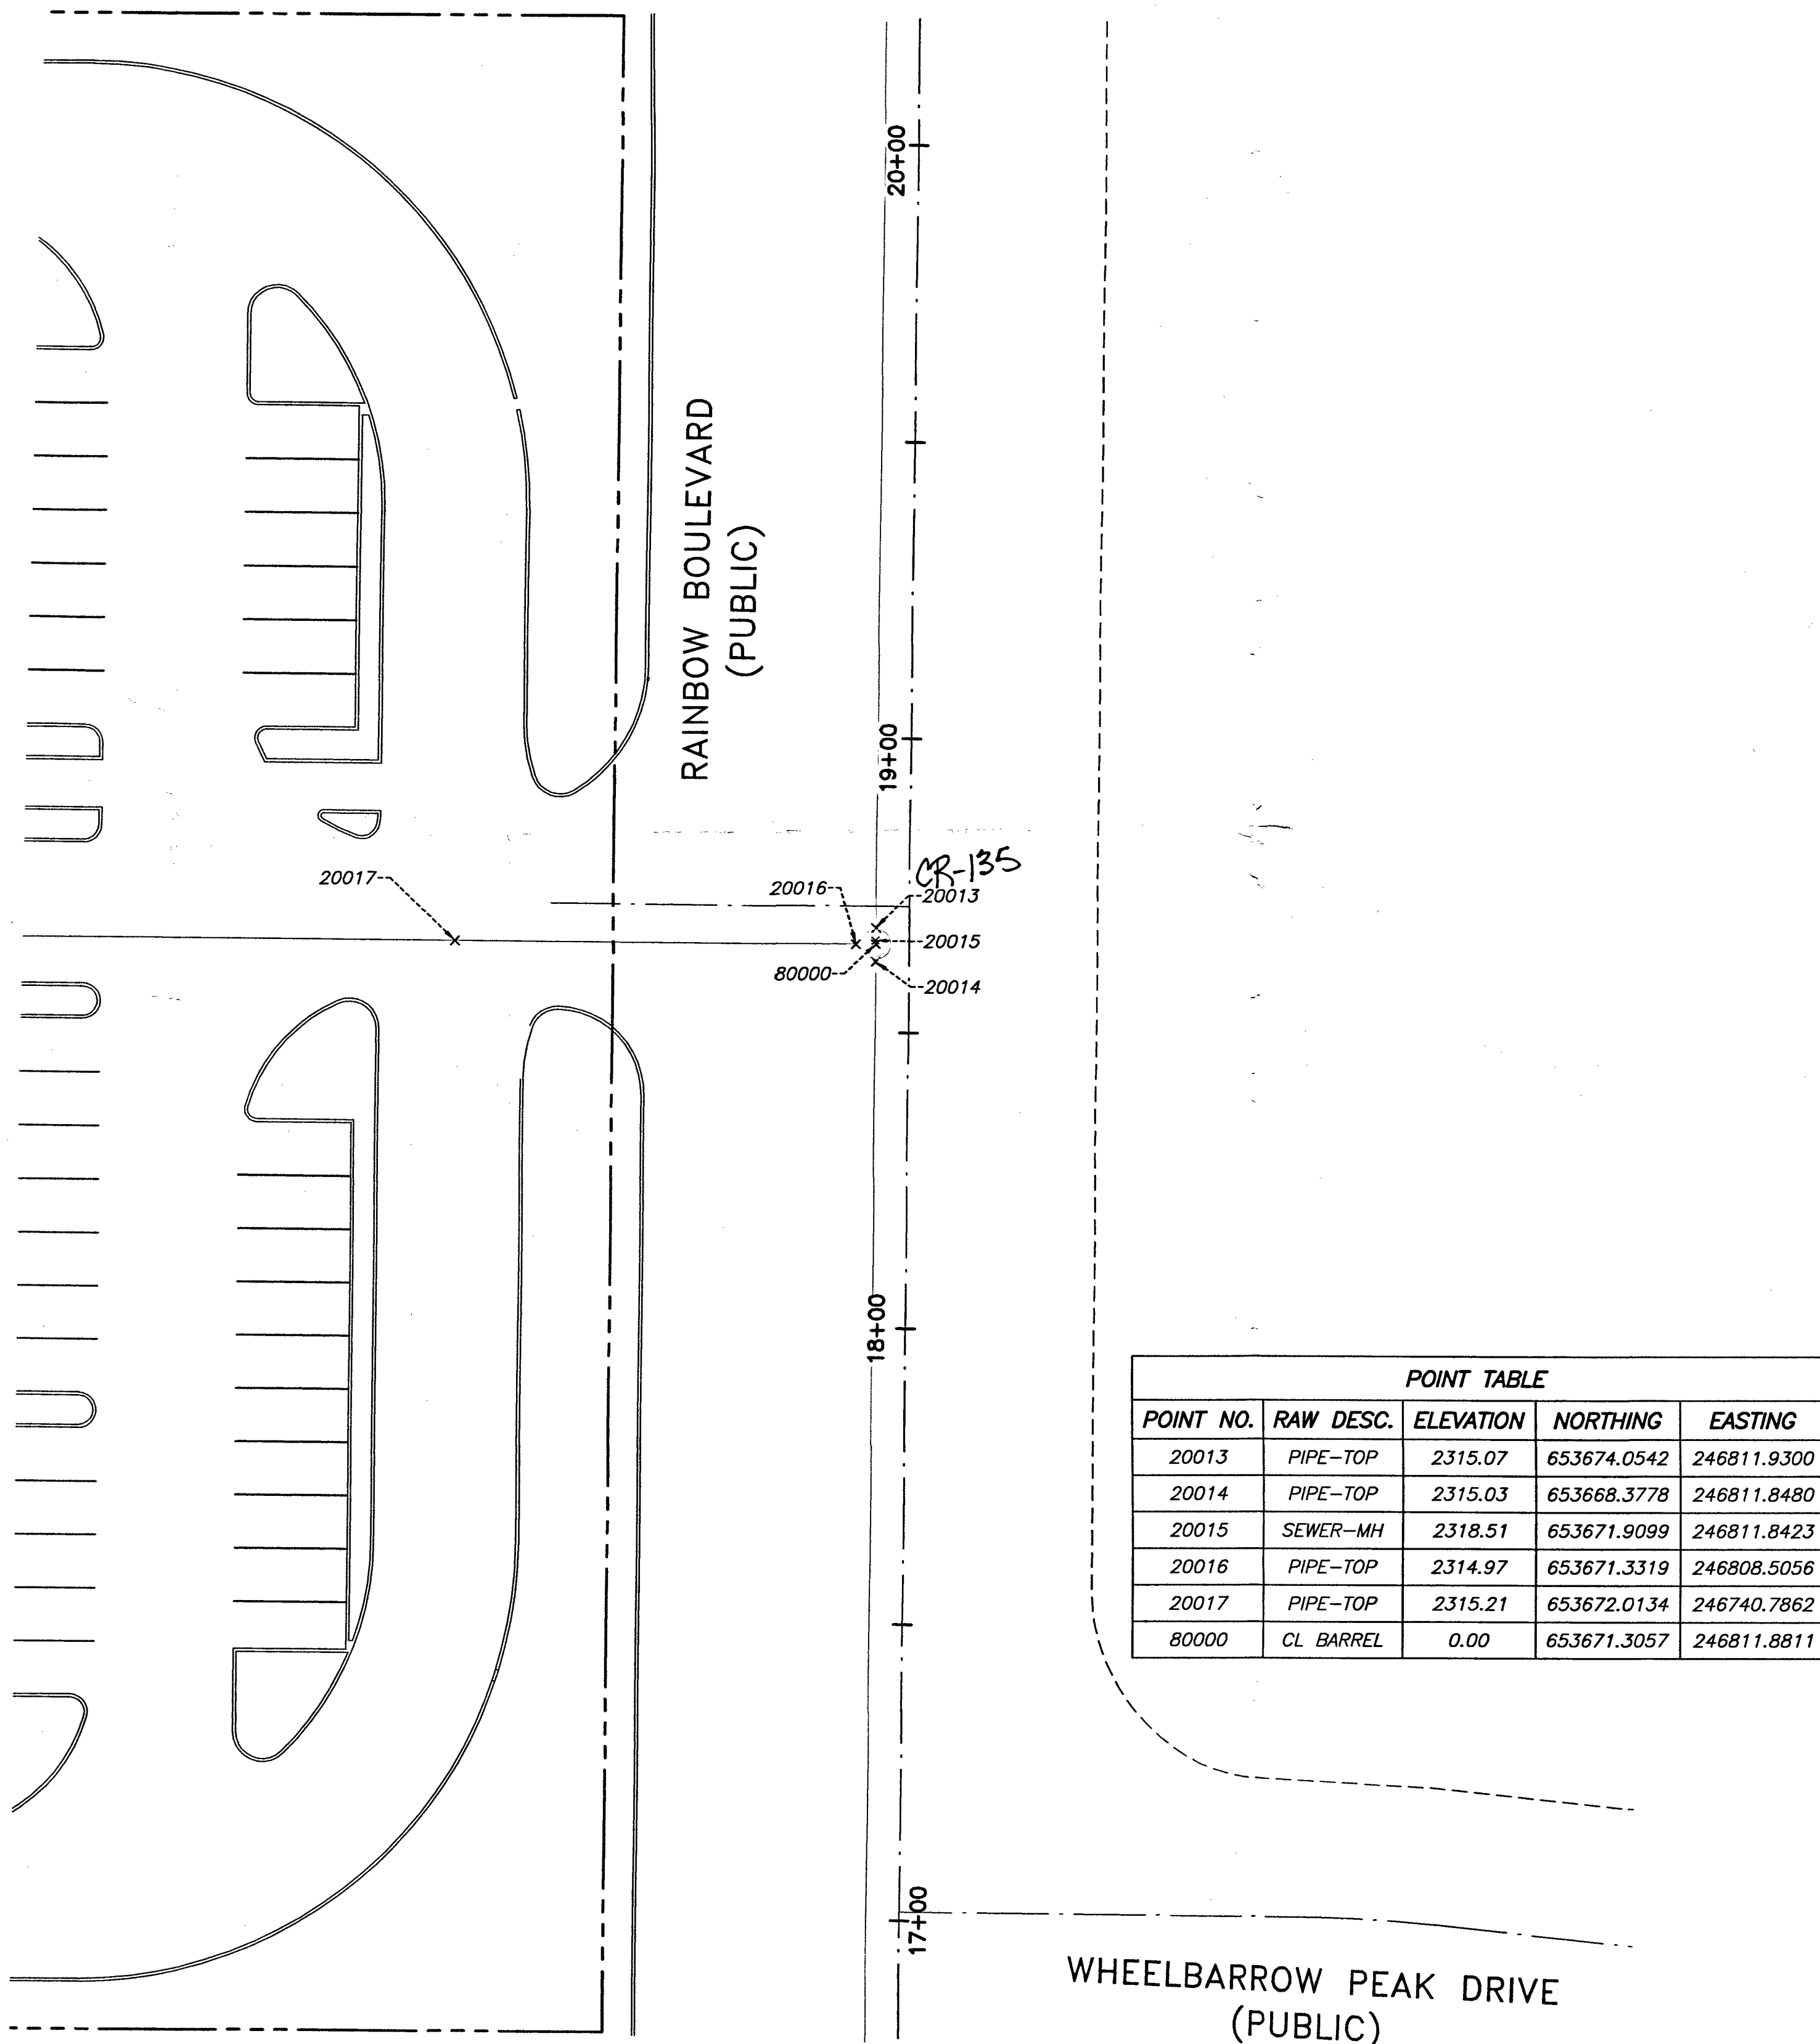 20+00
RAINBOW BOULEVARD
(PUBLIC)
19+00
CR-135
20017
20016
20013
20015
80000
20014
18+00
POINT TABLE
POINT NO. RAW DESC. ELEVATION NORTHING EASTING
20013 PIPE-TOP 2315.07 653674.0542 246811.9300
20014 PIPE-TOP 2315.03 653668.3778 246811.8480
20015 SEWER-MH 2318.51 653671.9099 246811.8423
20016 PIPE-TOP 2314.97 653671.3319 246808.5056
20017 PIPE-TOP 2315.21 653672.0134 246740.7862
80000 CL BARREL 0.00 653671.3057 246811.8811
17+00
WHEELBARROW PEAK DRIVE
(PUBLIC)